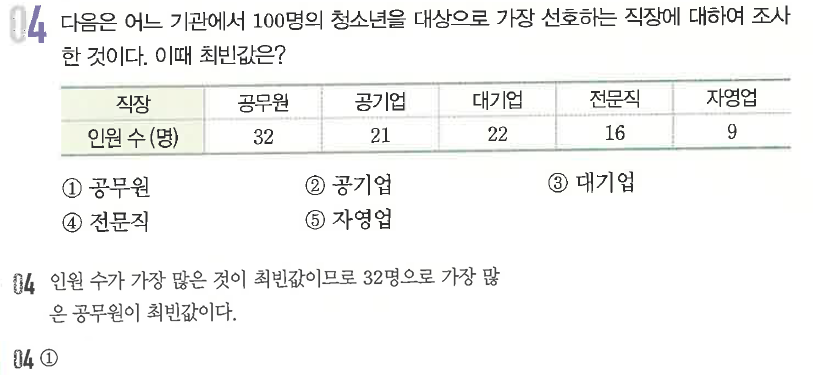 04 다음은 어느 기관에서 100명의 청소년을 대상으로 가장 선호하는 직장에 대하여 조사
한 것이다. 이때 최빈값은?
직장 공무원 공기업 대기업 전문직 자영업
인원 수 (명) 32 21 22 16 9
① 공무원 ② 공기업 ③ 대기업
④ 전문직 ⑤ 자영업
04 인원 수가 가장 많은 것이 최빈값이므로 32명으로 가장 많
은 공무원이 최빈값이다.
04 ①